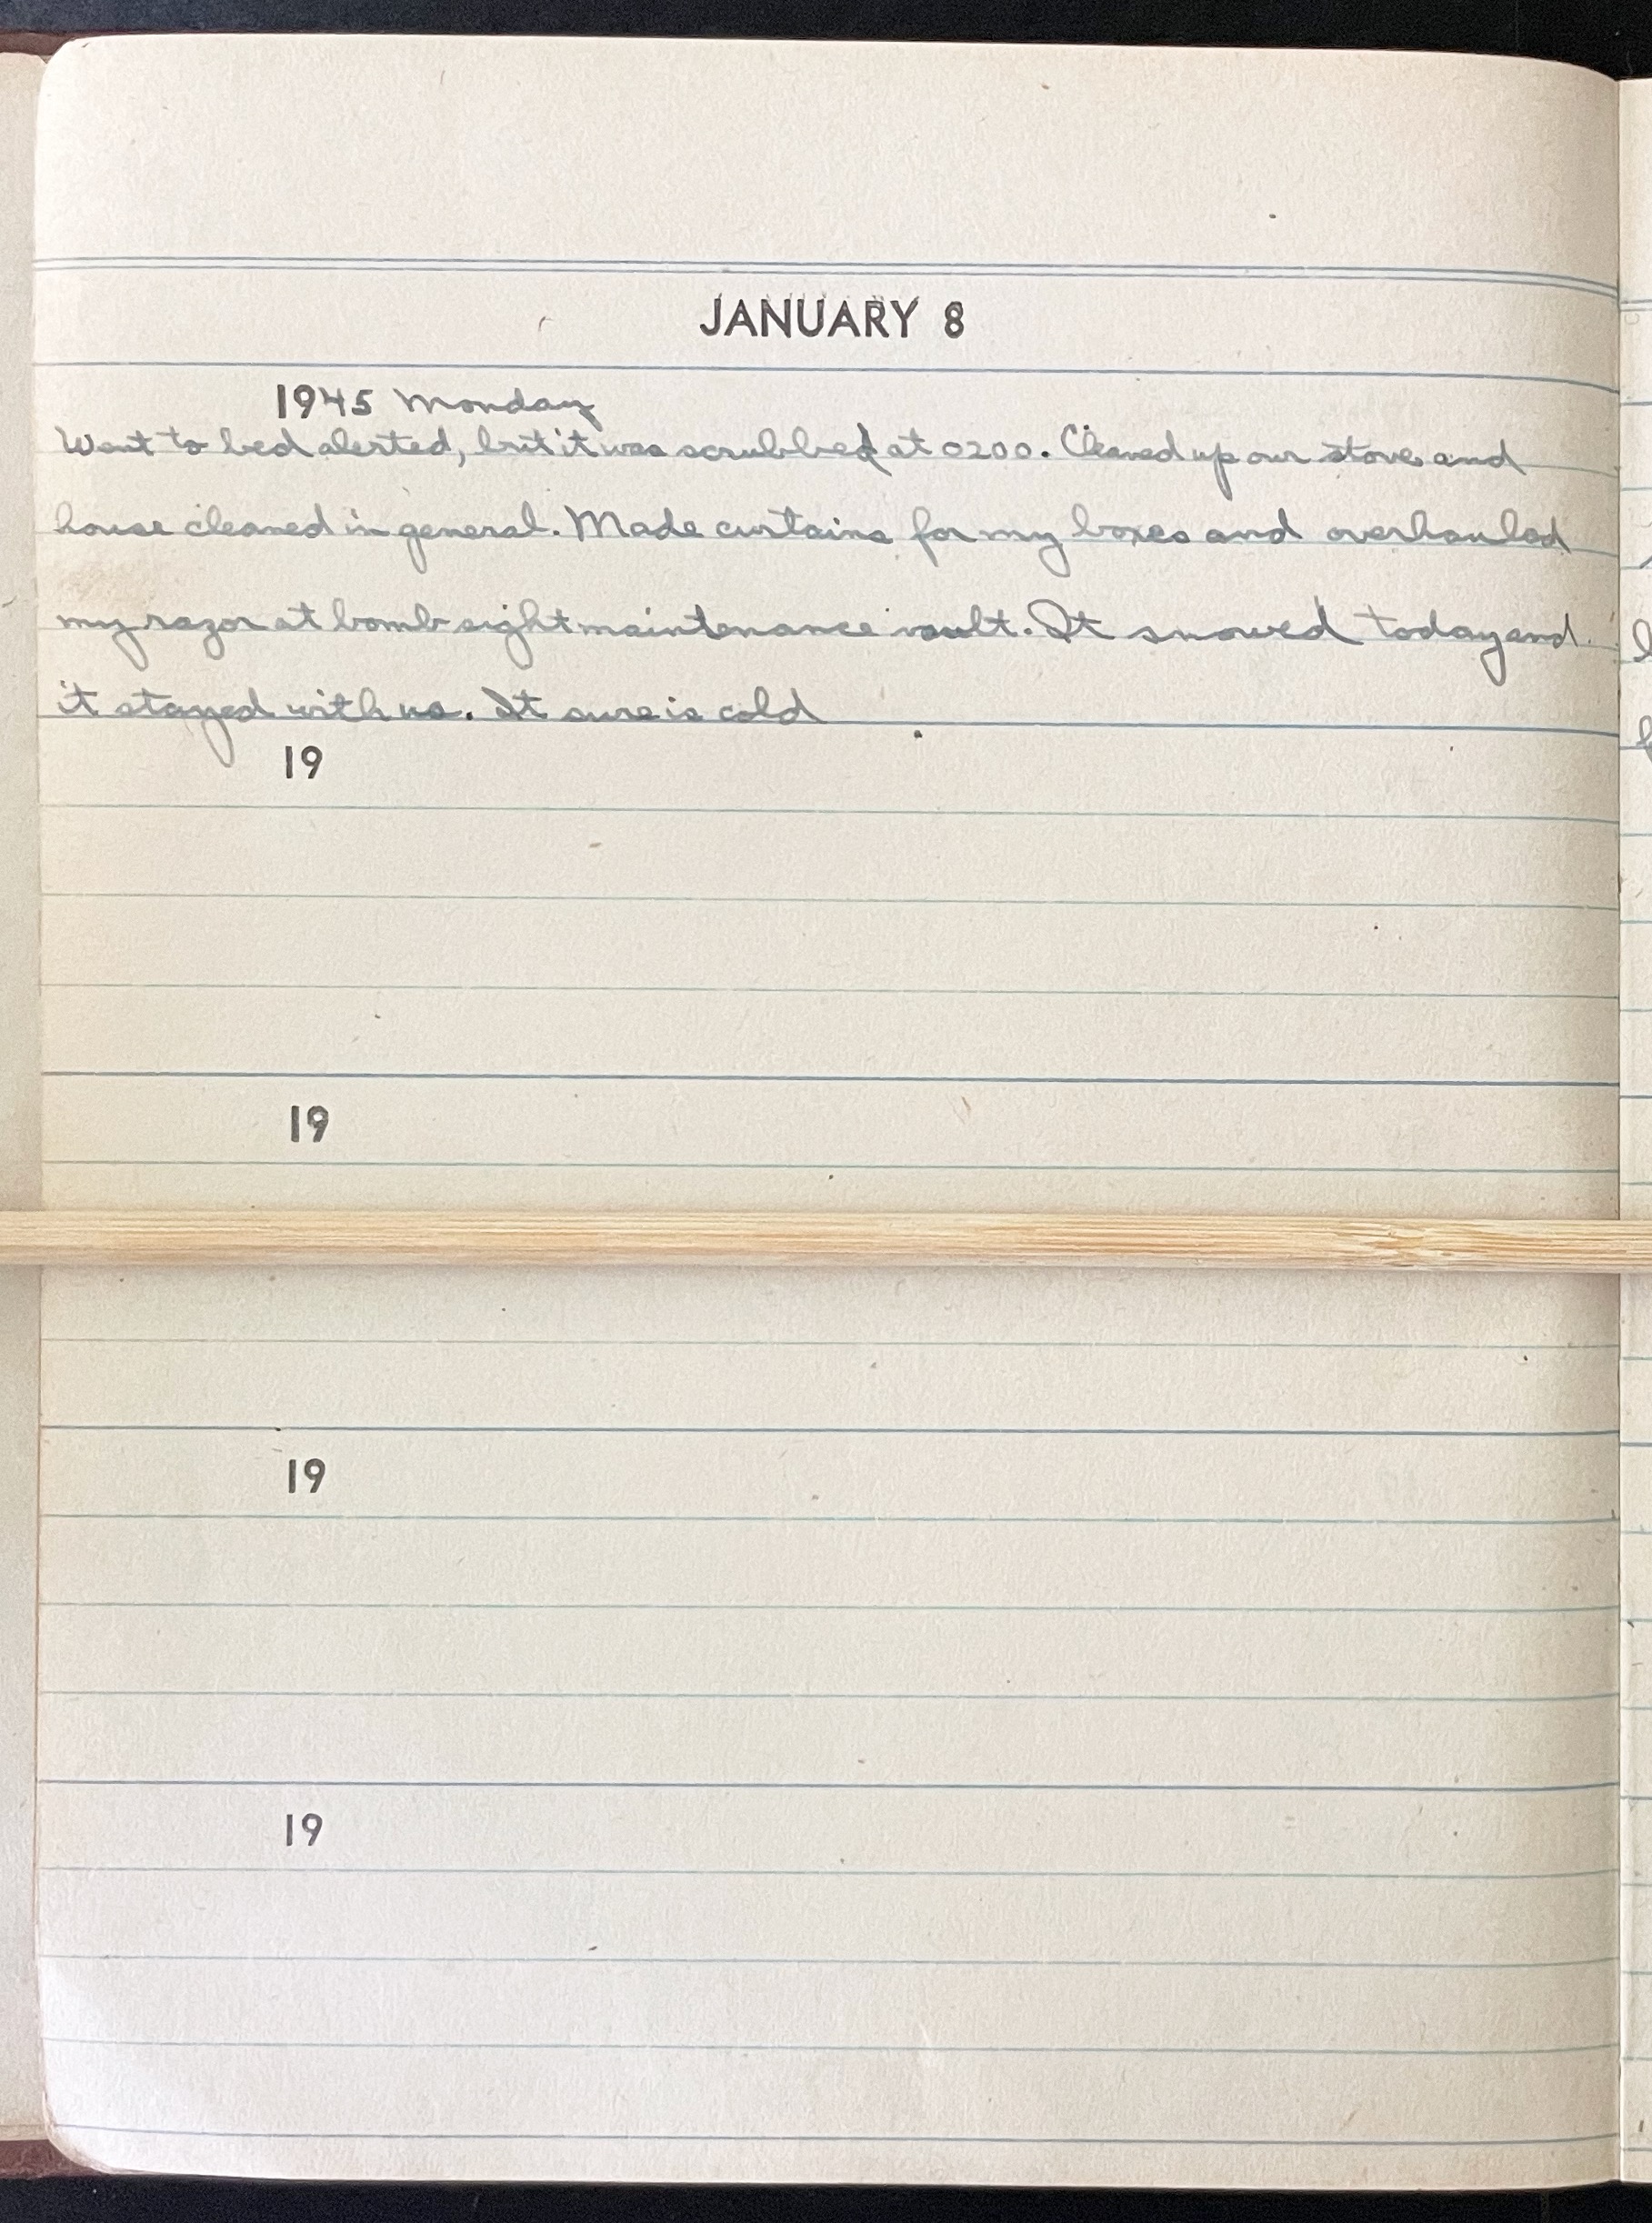 JANUARY 8
1945 Monday
Went to bed alerted, but it was scrubbed at 0200. Cleaned up our stove and
house cleaned in general. Made curtains for my boxes and overhauled
my razor at bomb sight maintenance vault. It snowed today and
it stayed with us. It sure is cold
19
19
19
19